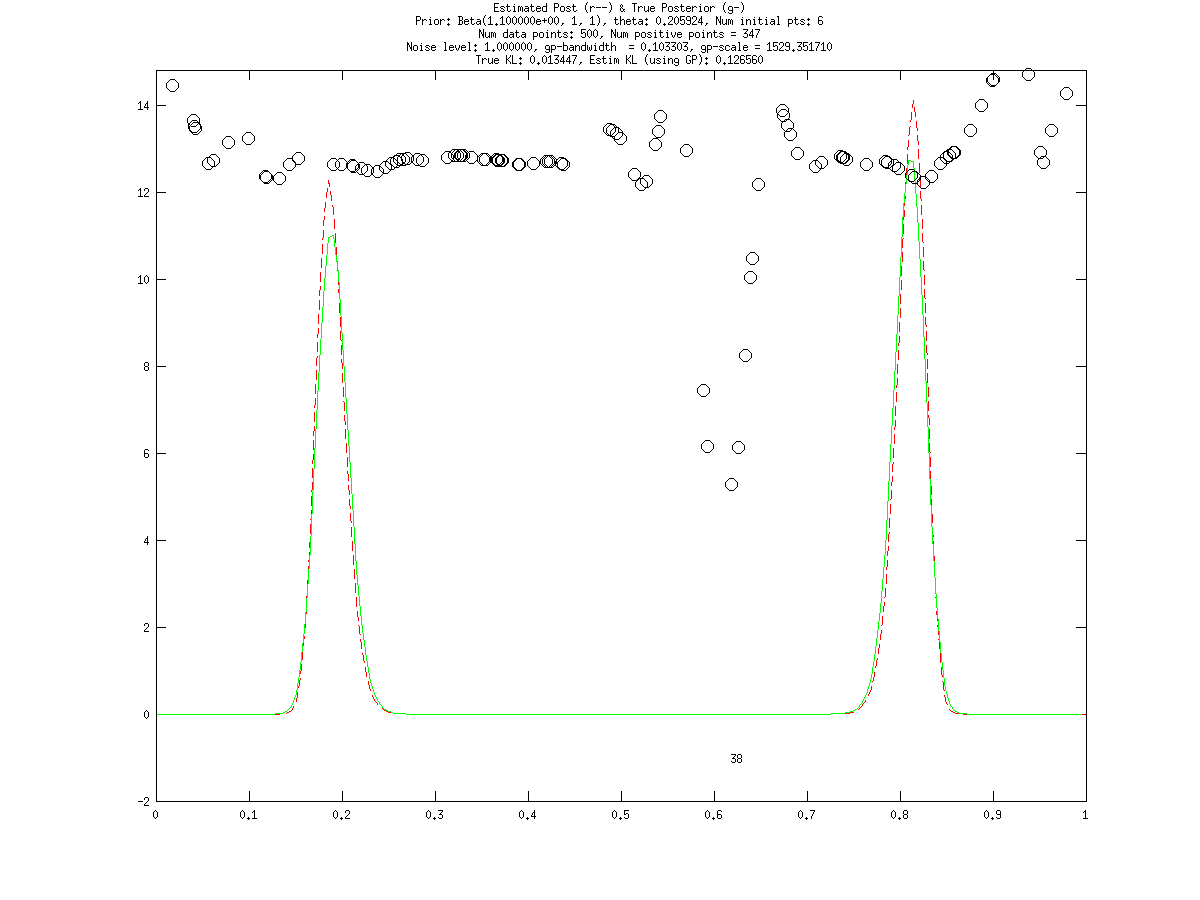 Estimated Post (r--) & True Posterior (g-)
Prior: Beta(1.100000e+00, 1, 1), theta: 0.205924, Num initial pts: 6
Num data points: 500, Num positive points = 347
Noise level: 1.000000, gp-bandwidth  = 0.103303, gp-scale = 1529.351710
True KL: 0.013447, Estim KL (using GP): 0.126560
14
12
10
8
6
4
2
0
38
-2
0 0.1 0.2 0.3 0.4 0.5 0.6 0.7 0.8 0.9 1